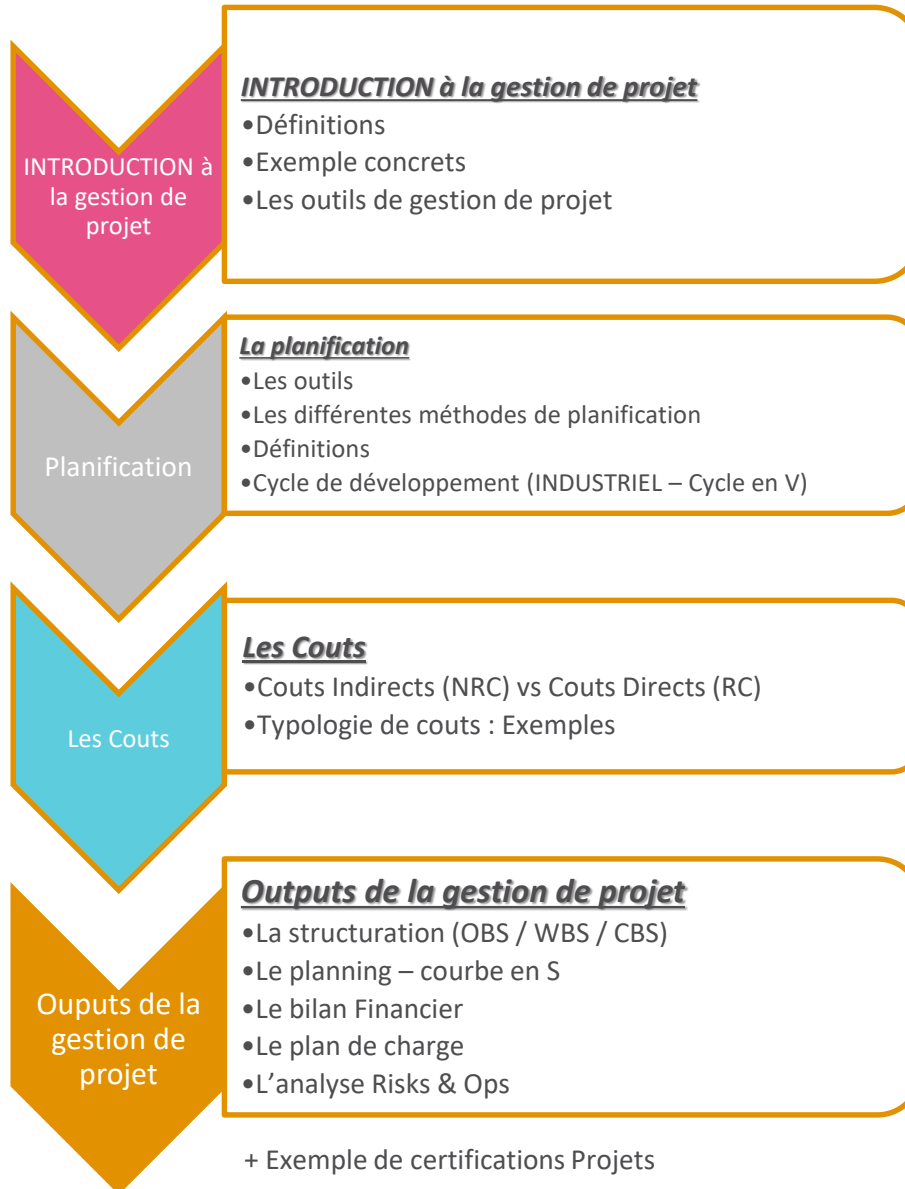 INTRODUCTION à
la gestion de
projet
INTRODUCTION à la gestion de projet
•Définitions
•Exemple concrets
•Les outils de gestion de projet
Planification
La planification
•Les outils
•Les différentes méthodes de planification
•Définitions
•Cycle de développement (INDUSTRIEL – Cycle en V)
Les Couts
Les Couts
•Couts Indirects (NRC) vs Couts Directs (RC)
•Typologie de couts : Exemples
Ouputs de la
gestion de
projet
Outputs de la gestion de projet
•La structuration (OBS / WBS / CBS)
•Le planning – courbe en S
•Le bilan Financier
•Le plan de charge
•L'analyse Risks & Ops
+ Exemple de certifications Projets